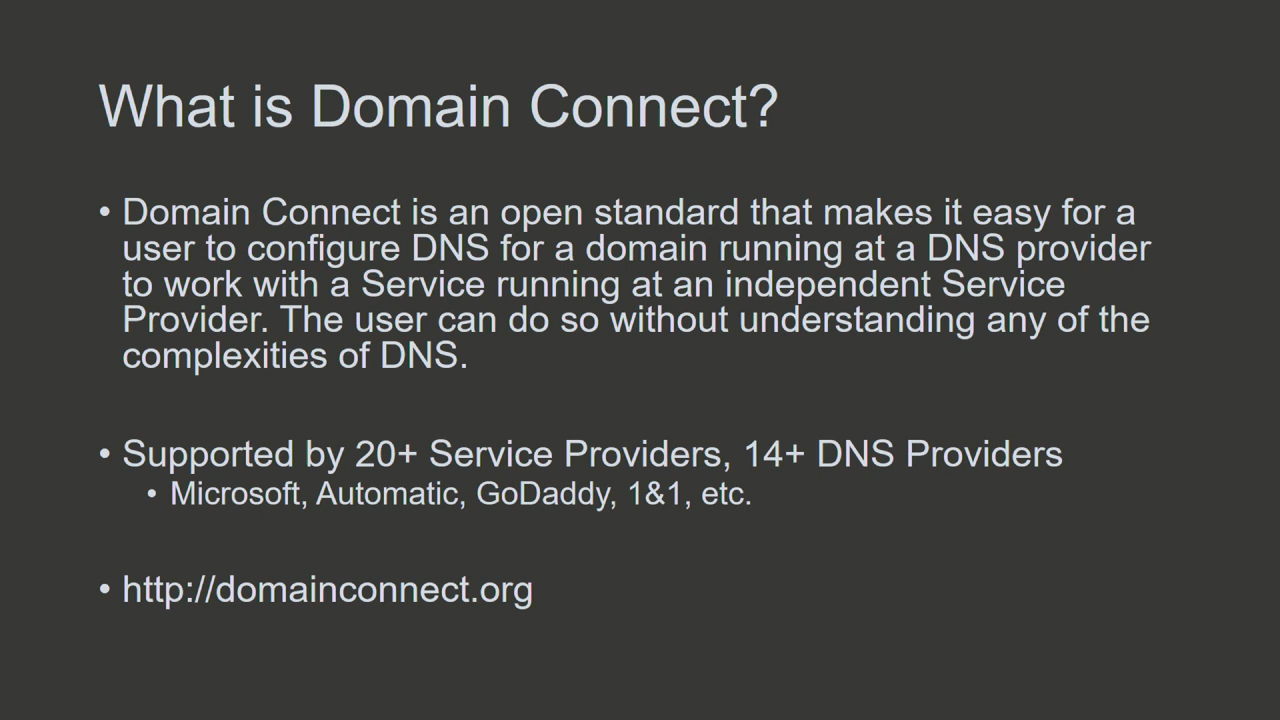 What is Domain Connect?
• Domain Connect is an open standard that makes it easy for a
user to configure DNS for a domain running at a DNS provider
to work with a Service running at an independent Service
Provider. The user can do so without understanding any of the
complexities of DNS.
• Supported by 20+ Service Providers, 14+ DNS Providers
• Microsoft, Automatic, GoDaddy, 1&1, etc.
• http://domainconnect.org